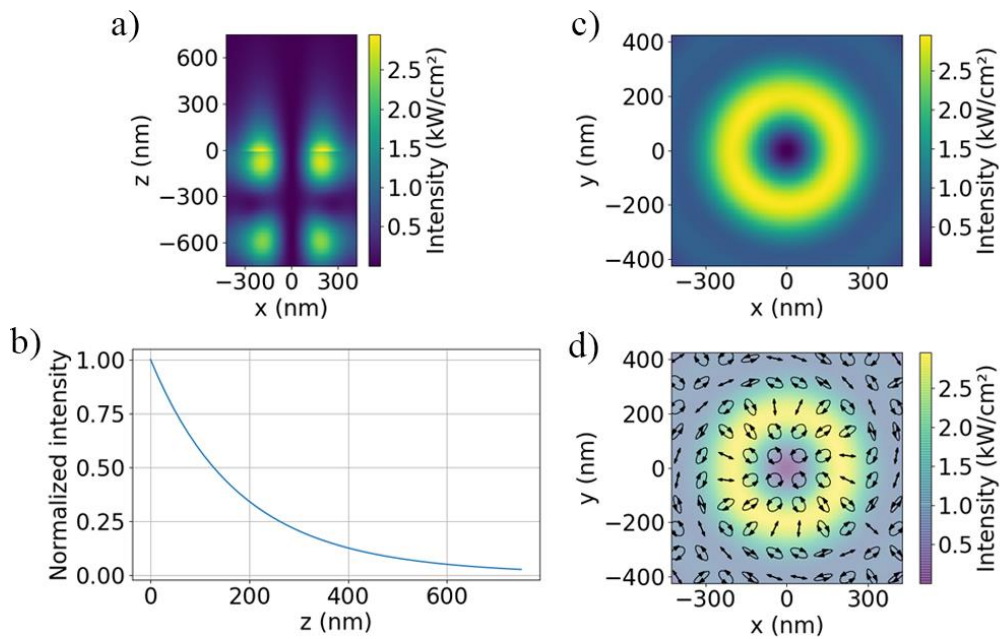 a)
600
300
0
−300
−600
z (nm)
−300 0 300
x (nm)
2.5
2.0
1.5
1.0
0.5
Intensity (kW/cm²)
c)
400
200
0
−200
−400
y (nm)
−300 0 300
x (nm)
2.5
2.0
1.5
1.0
0.5
Intensity (kW/cm²)
b)
1.00
0.75
0.50
0.25
0.00
Normalized intensity
0 200 400 600
z (nm)
d)
400
200
0
−200
−400
y (nm)
−300 0 300
x (nm)
2.5
2.0
1.5
1.0
0.5
Intensity (kW/cm²)